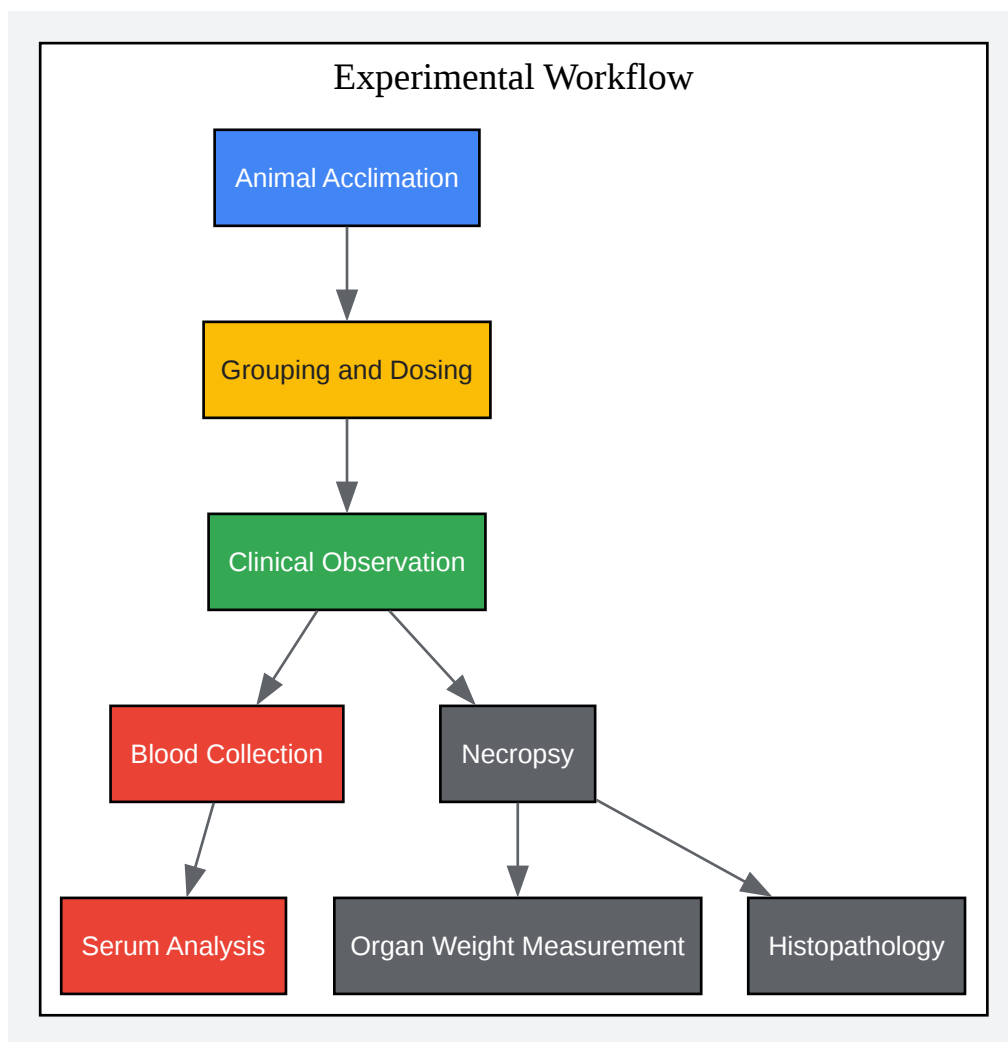 Experimental Workflow
Animal Acclimation
Grouping and Dosing
Clinical Observation
Blood Collection
Necropsy
Serum Analysis
Organ Weight Measurement
Histopathology